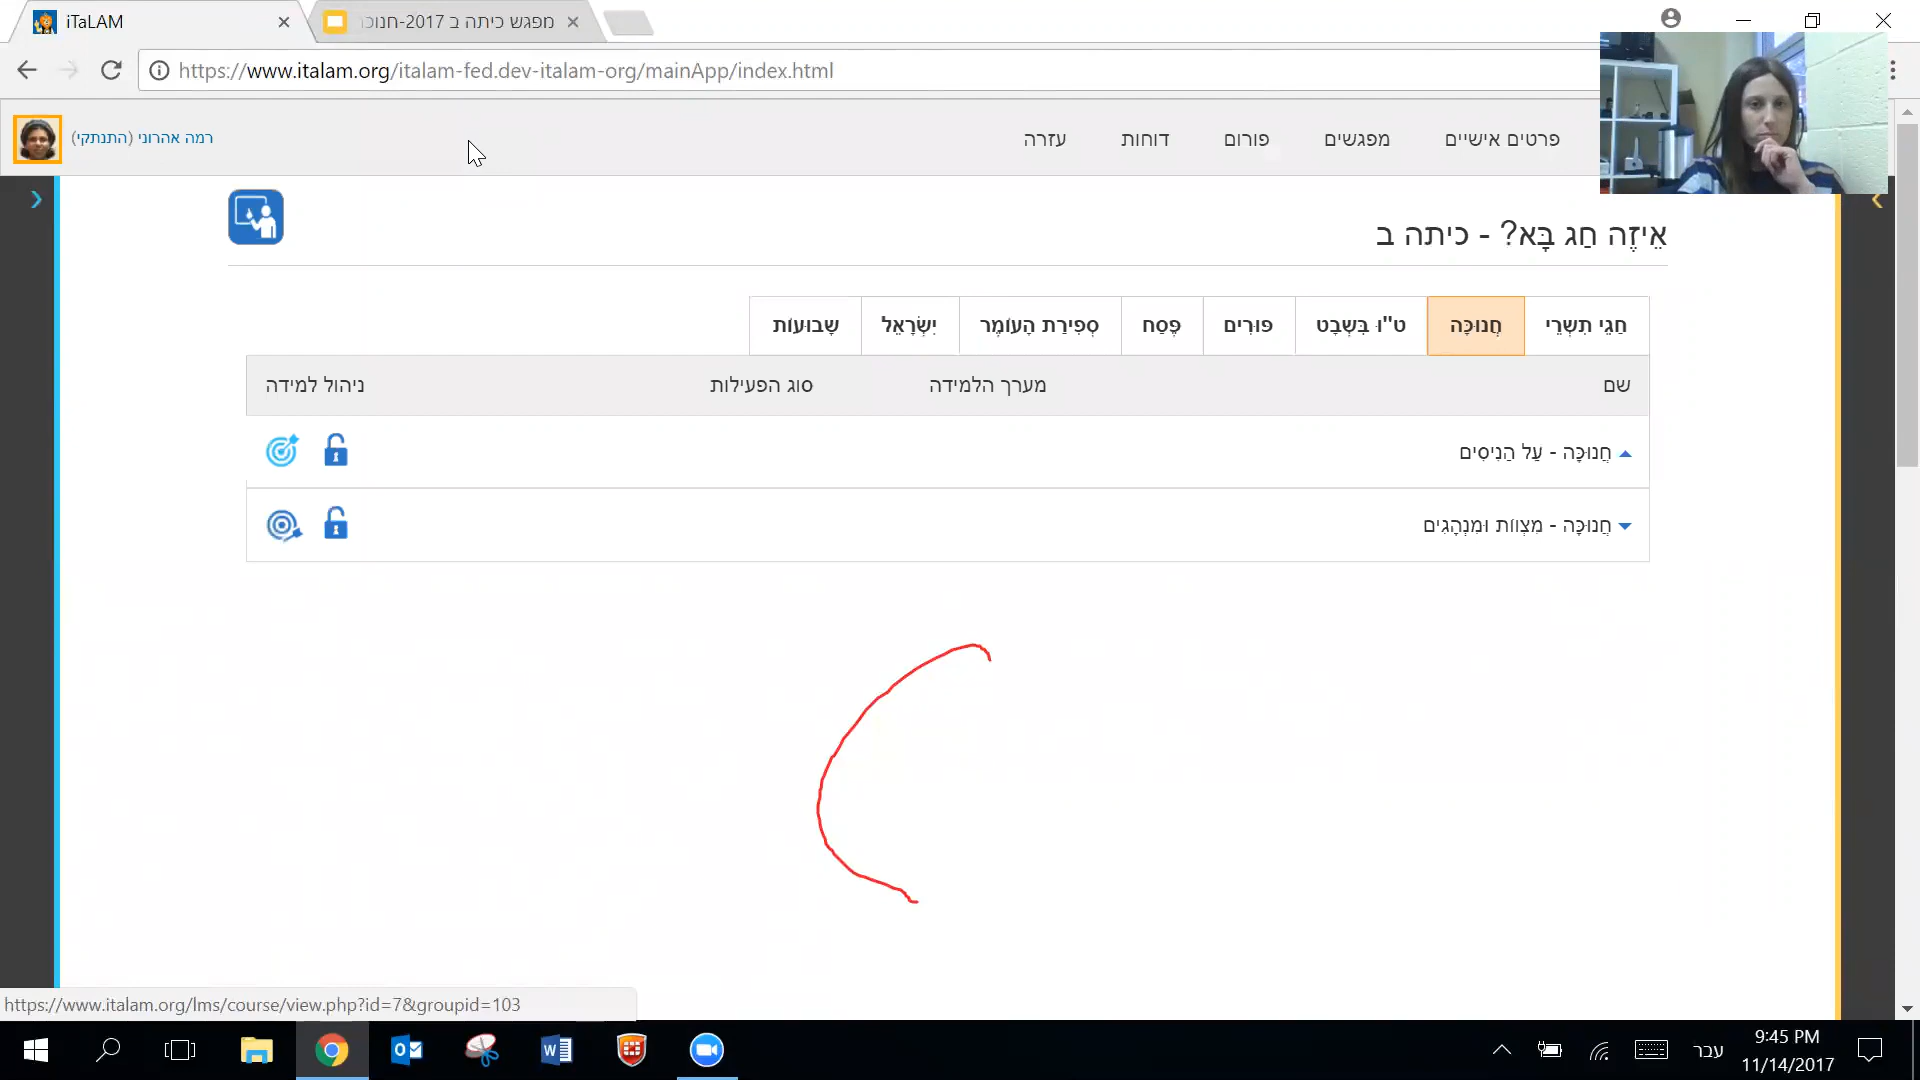 iTaLAM
מפגש כיתה ב 2017-חנוכ
https://www.italam.org/italam-fed.dev-italam-org/mainApp/index.html
פרטים אישיים מפגשים פורום דוחות עזרה רמה אהרוני (התנתקי)
אֵיזֶה חַג בָּא? - כיתה ב
חַגֵי תִשְרֵי חֲנוּכָּה ט"וּ בִּשְבָט פּוּרִים פֶּסַח סְפִירַת הָעוֹמֶר יִשְׂרָאֵל שָבוּעוֹת
שם מערך הלמידה סוג הפעילות ניהול למידה
חֲנוּכָּה - עַל הַנִיסִים
חֲנוּכָּה - מִצְווֹת וּמִנְהָגִים
https://www.italam.org/lms/course/view.php?id=7&groupid=103
עבר
9:45 PM
11/14/2017